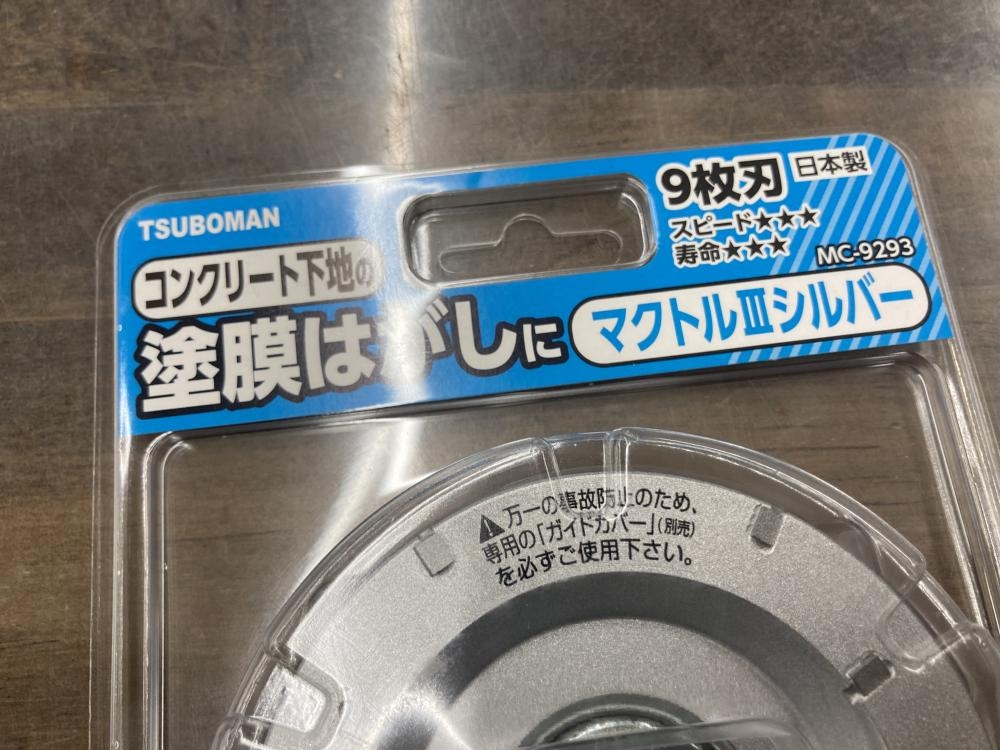 TSUBOMAN
9枚刃 日本製
スピード★★★
寿命★★★
MC-9293
コンクリート下地の
塗膜はがしに
マクトルⅢシルバー
⚠万一の事故防止のため、
専用の「ガイドカバー」(別売)
を必ずご使用下さい。